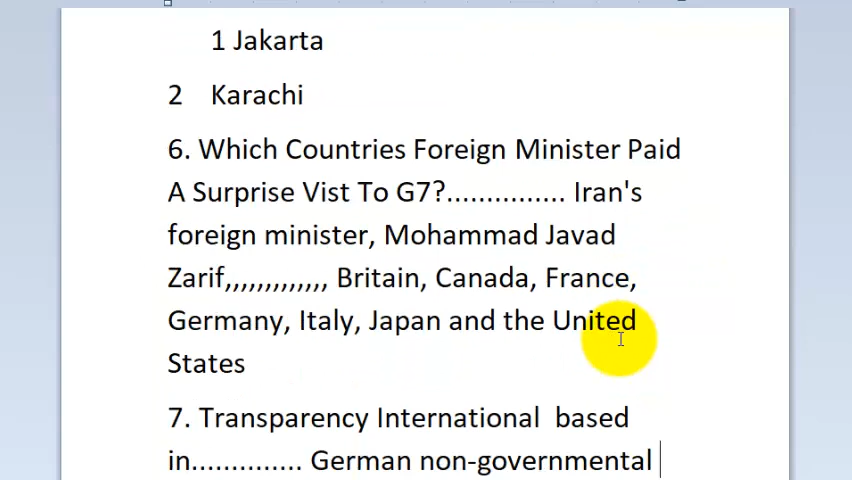 1 Jakarta
2 Karachi
6. Which Countries Foreign Minister Paid
A Surprise Vist To G7?............... Iran's
foreign minister, Mohammad Javad
Zarif,,,,,,,,,,,,, Britain, Canada, France,
Germany, Italy, Japan and the United
States
7. Transparency International  based
in.............. German non-governmental